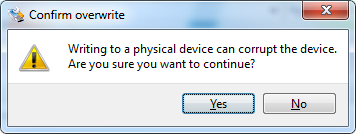 Confirm overwrite
Writing to a physical device can corrupt the device.
Are you sure you want to continue?
Yes No